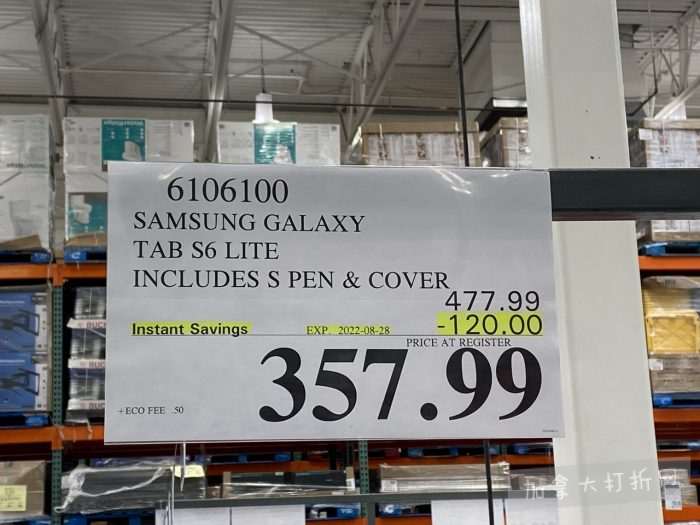 6106100
SAMSUNG GALAXY
TAB S6 LITE
INCLUDES S PEN & COVER
477.99
Instant Savings EXP. 2022-08-28 -120.00
PRICE AT REGISTER
357.99
+ECO FEE .50
加拿大打折网